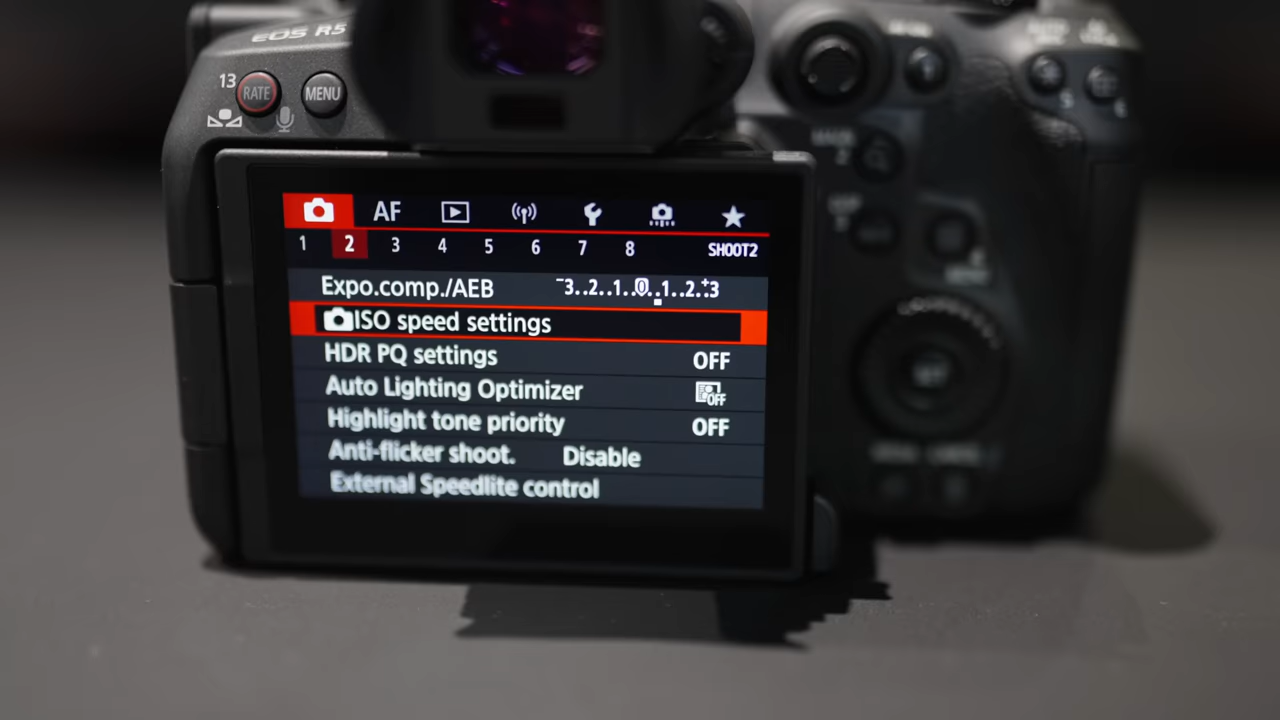 EOS R5
13
RATE
MENU
AF
1 2 3 4 5 6 7 8 SHOOT2
Expo.comp./AEB -3..2..1..0..1..2.:+3
ISO speed settings
HDR PQ settings OFF
Auto Lighting Optimizer OFF
Highlight tone priority OFF
Anti-flicker shoot. Disable
External Speedlite control